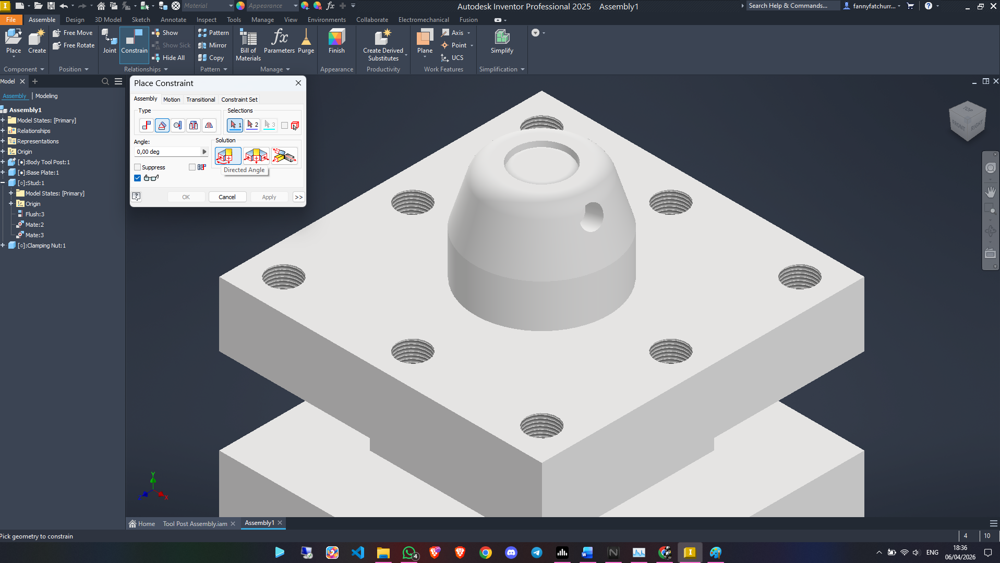 Material
Appearance
Autodesk Inventor Professional 2025 Assembly1
Search Help & Commands...
fannyfatchurr...
File
Assemble
Design
3D Model
Sketch
Annotate
Inspect
Tools
Manage
View
Environments
Collaborate
Electromechanical
Fusion
Place
Create
Free Move
Free Rotate
Joint
Constrain
Show
Show Sick
Hide All
Pattern
Mirror
Copy
Bill of Materials
Parameters
Purge
Finish
Create Derived Substitutes
Plane
Axis
Point
UCS
Simplify
Component
Position
Relationships
Pattern
Manage
Appearance
Productivity
Work Features
Simplification
Model
Assembly
Modeling
Assembly1
Model States: [Primary]
Relationships
Representations
Origin
[●]:Body Tool Post:1
[●]:Base Plate:1
[○]:Stud:1
Model States: [Primary]
Origin
Flush:3
Mate:2
Mate:3
[○]:Clamping Nut:1
Place Constraint
Assembly
Motion
Transitional
Constraint Set
Type
Selections
1
2
3
Angle:
0,00 deg
Solution
Suppress
Directed Angle
OK
Cancel
Apply
>>
TOP
FRONT
RIGHT
Y
Z
X
Home
Tool Post Assembly.iam
Assembly1
Pick geometry to constrain
4
10
4
ENG
18:36
06/04/2026